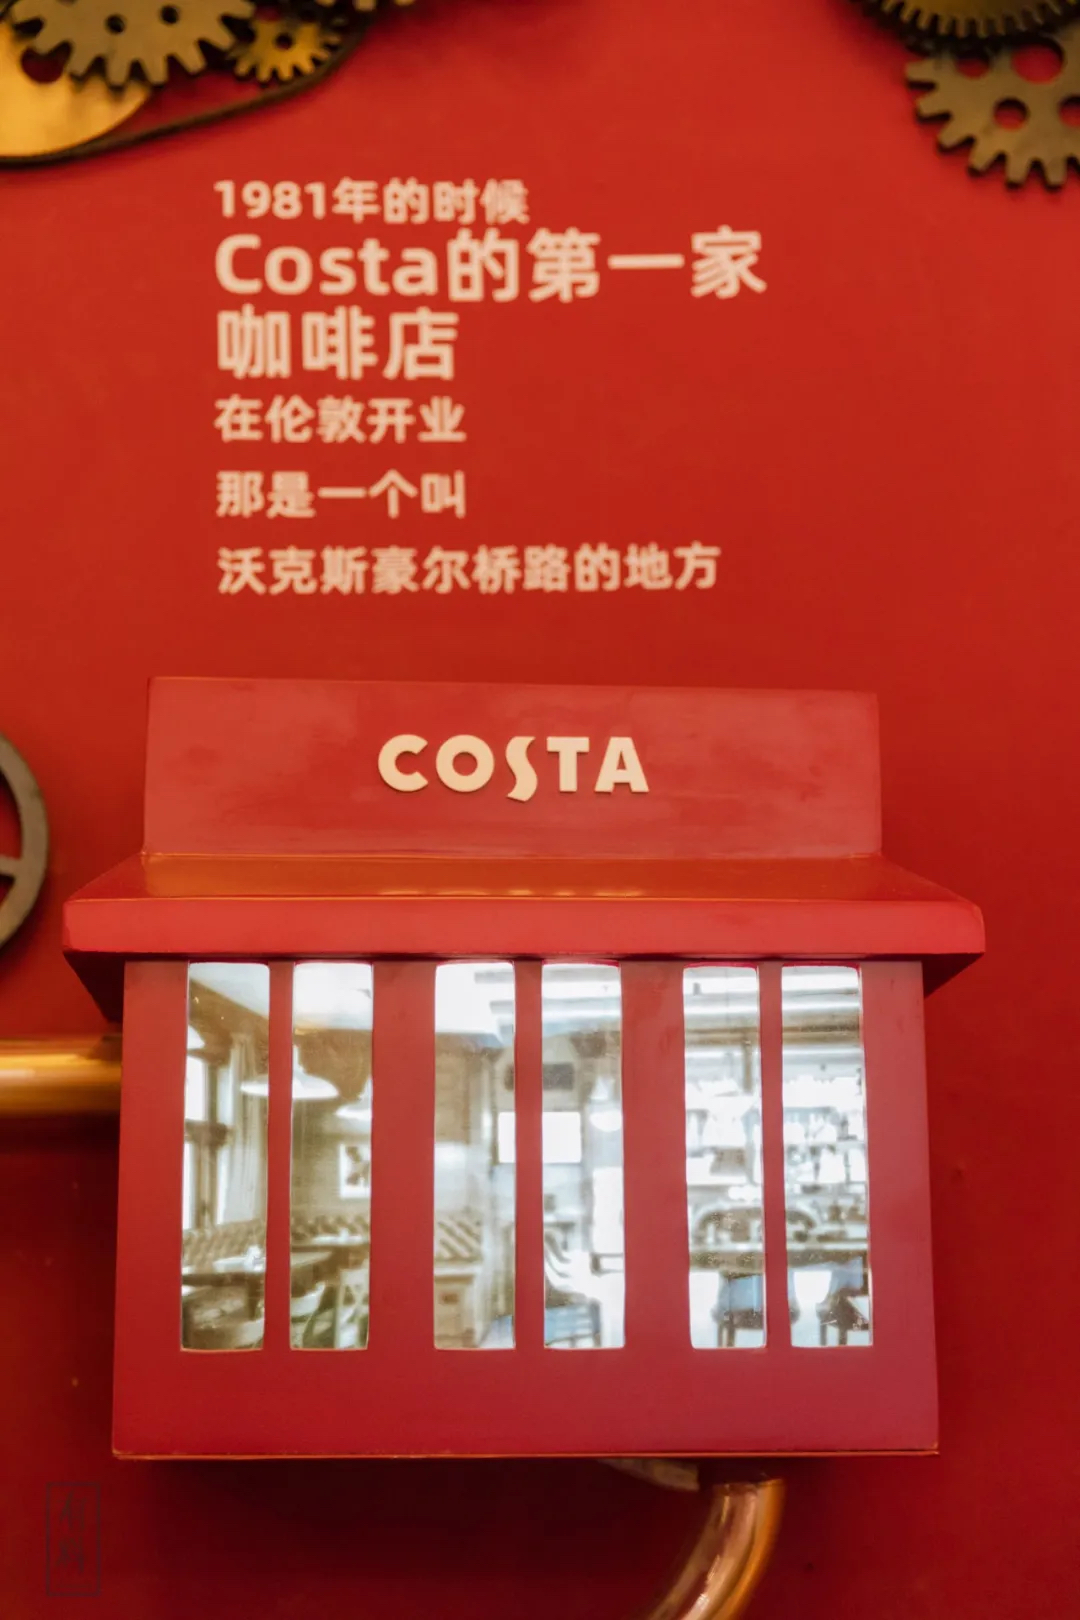 1981年的时候
Costa的第一家
咖啡店
在伦敦开业
那是一个叫
沃克斯豪尔桥路的地方
COSTA